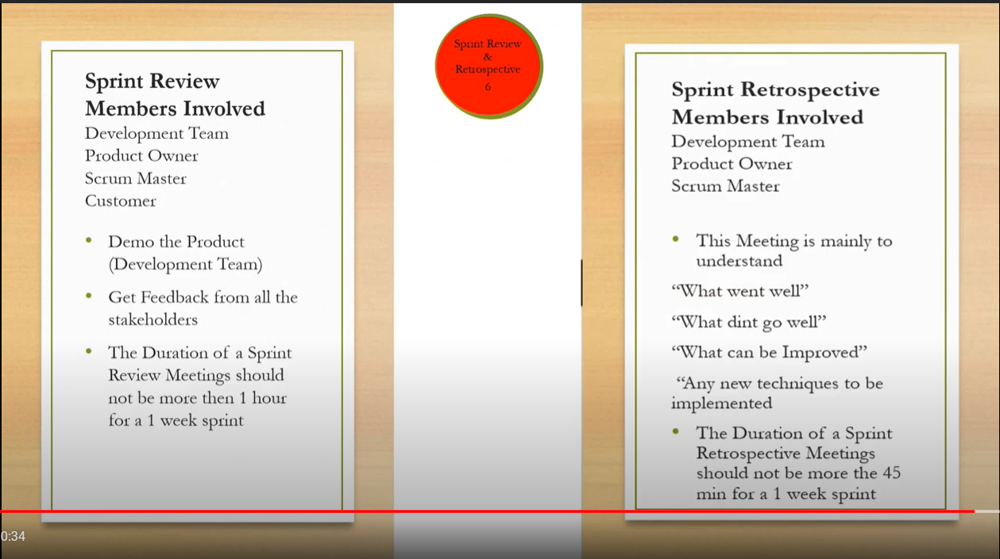 Sprint Review
Members Involved
Development Team
Product Owner
Scrum Master
Customer
• Demo the Product
(Development Team)
• Get Feedback from all the
stakeholders
• The Duration of a Sprint
Review Meetings should
not be more then 1 hour
for a 1 week sprint
Sprint Review
&
Retrospective
6
Sprint Retrospective
Members Involved
Development Team
Product Owner
Scrum Master
• This Meeting is mainly to
understand
“What went well”
“What dint go well”
“What can be Improved”
“Any new techniques to be
implemented
• The Duration of a Sprint
Retrospective Meetings
should not be more the 45
min for a 1 week sprint
0:34